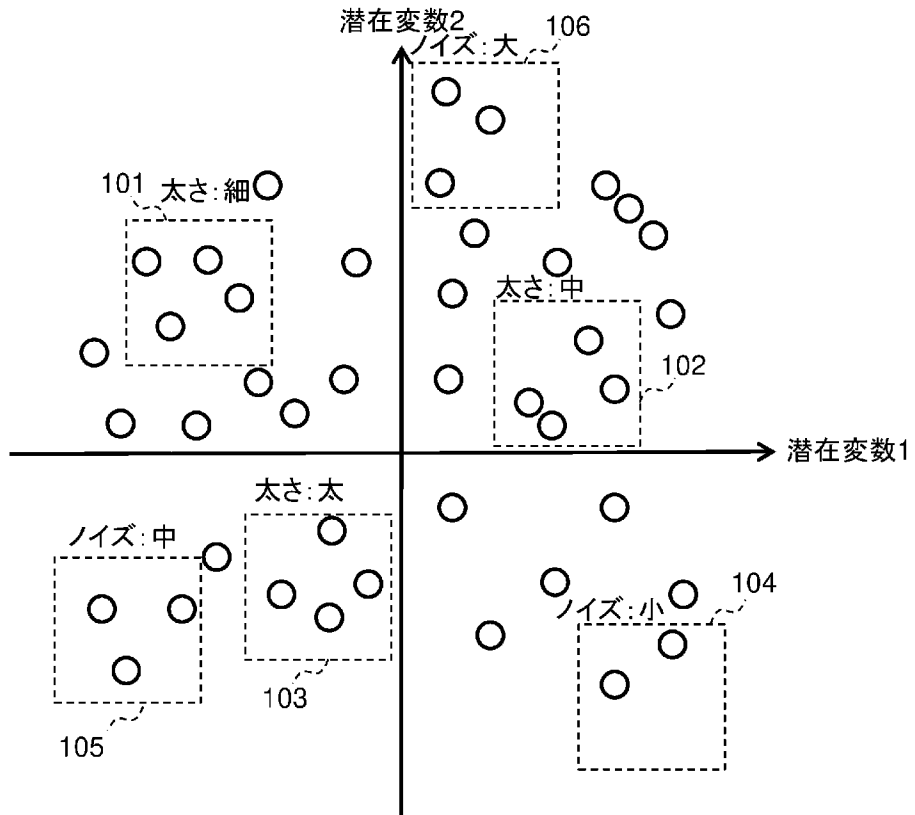 潜在変数2
ノイズ:大
106
101
太さ:細
太さ:中
102
潜在変数1
太さ:太
ノイズ:中
104
ノイズ:小
103
105